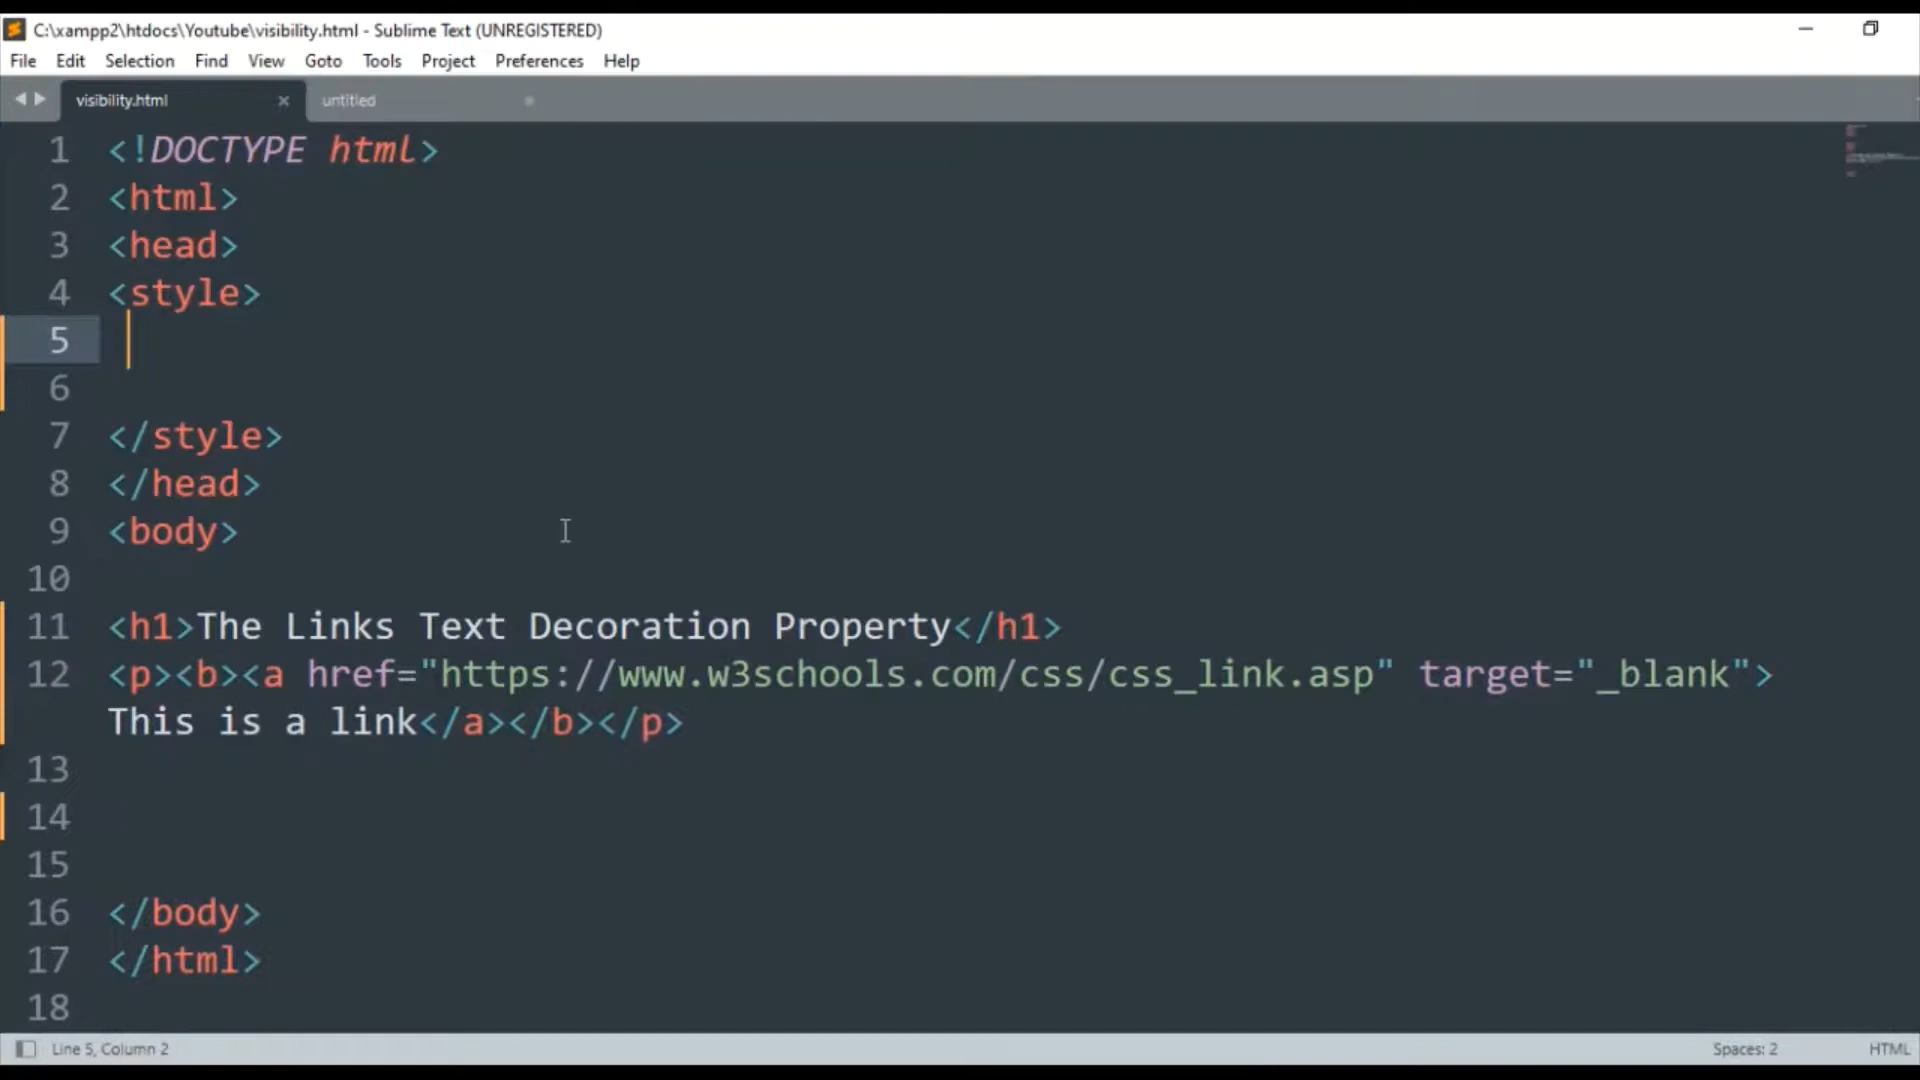 C:\xampp2\htdocs\Youtube\visibility.html - Sublime Text (UNREGISTERED)
File Edit Selection Find View Goto Tools Project Preferences Help
visibility.html untitled
1 <!DOCTYPE html>
2 <html>
3 <head>
4 <style>
5
6
7 </style>
8 </head>
9 <body>
10
11 <h1>The Links Text Decoration Property</h1>
12 <p><b><a href="https://www.w3schools.com/css/css_link.asp" target="_blank">
This is a link</a></b></p>
13
14
15
16 </body>
17 </html>
18
Line 5, Column 2 Spaces: 2 HTML